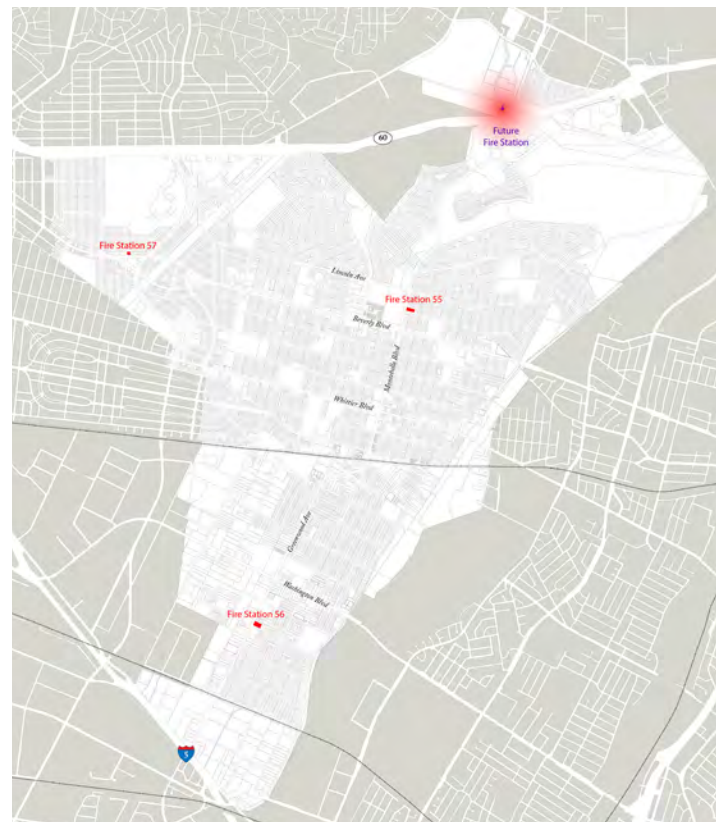 60
Future
Fire Station
Fire Station 57
Lincoln Ave
Fire Station 55
Beverly Blvd
Montebello Blvd
Whittier Blvd
Greenwood Ave
Washington Blvd
Fire Station 56
5